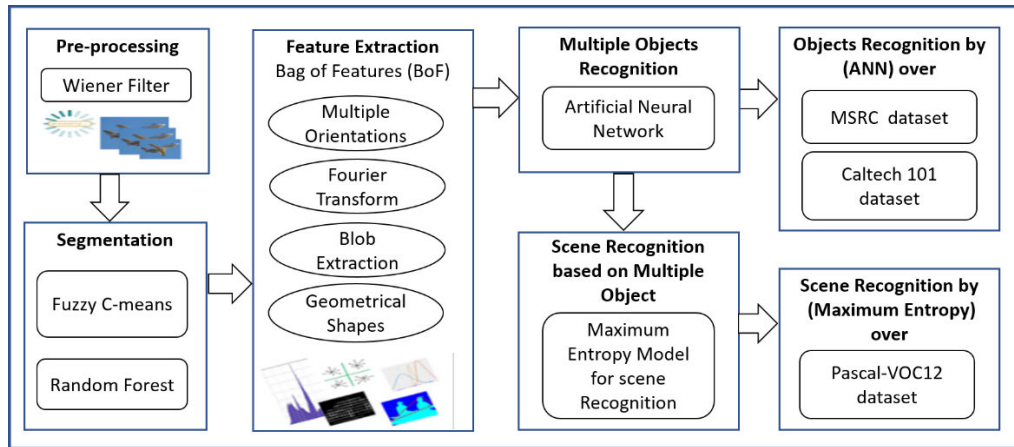 Pre-processing
Wiener Filter
Segmentation
Fuzzy C-means
Random Forest
Feature Extraction
Bag of Features (BoF)
Multiple
Orientations
Fourier
Transform
Blob
Extraction
Geometrical
Shapes
Multiple Objects
Recognition
Artificial Neural
Network
Scene Recognition
based on Multiple
Object
Maximum
Entropy Model
for scene
Recognition
Objects Recognition by
(ANN) over
MSRC dataset
Caltech 101
dataset
Scene Recognition by
(Maximum Entropy)
over
Pascal-VOC12
dataset